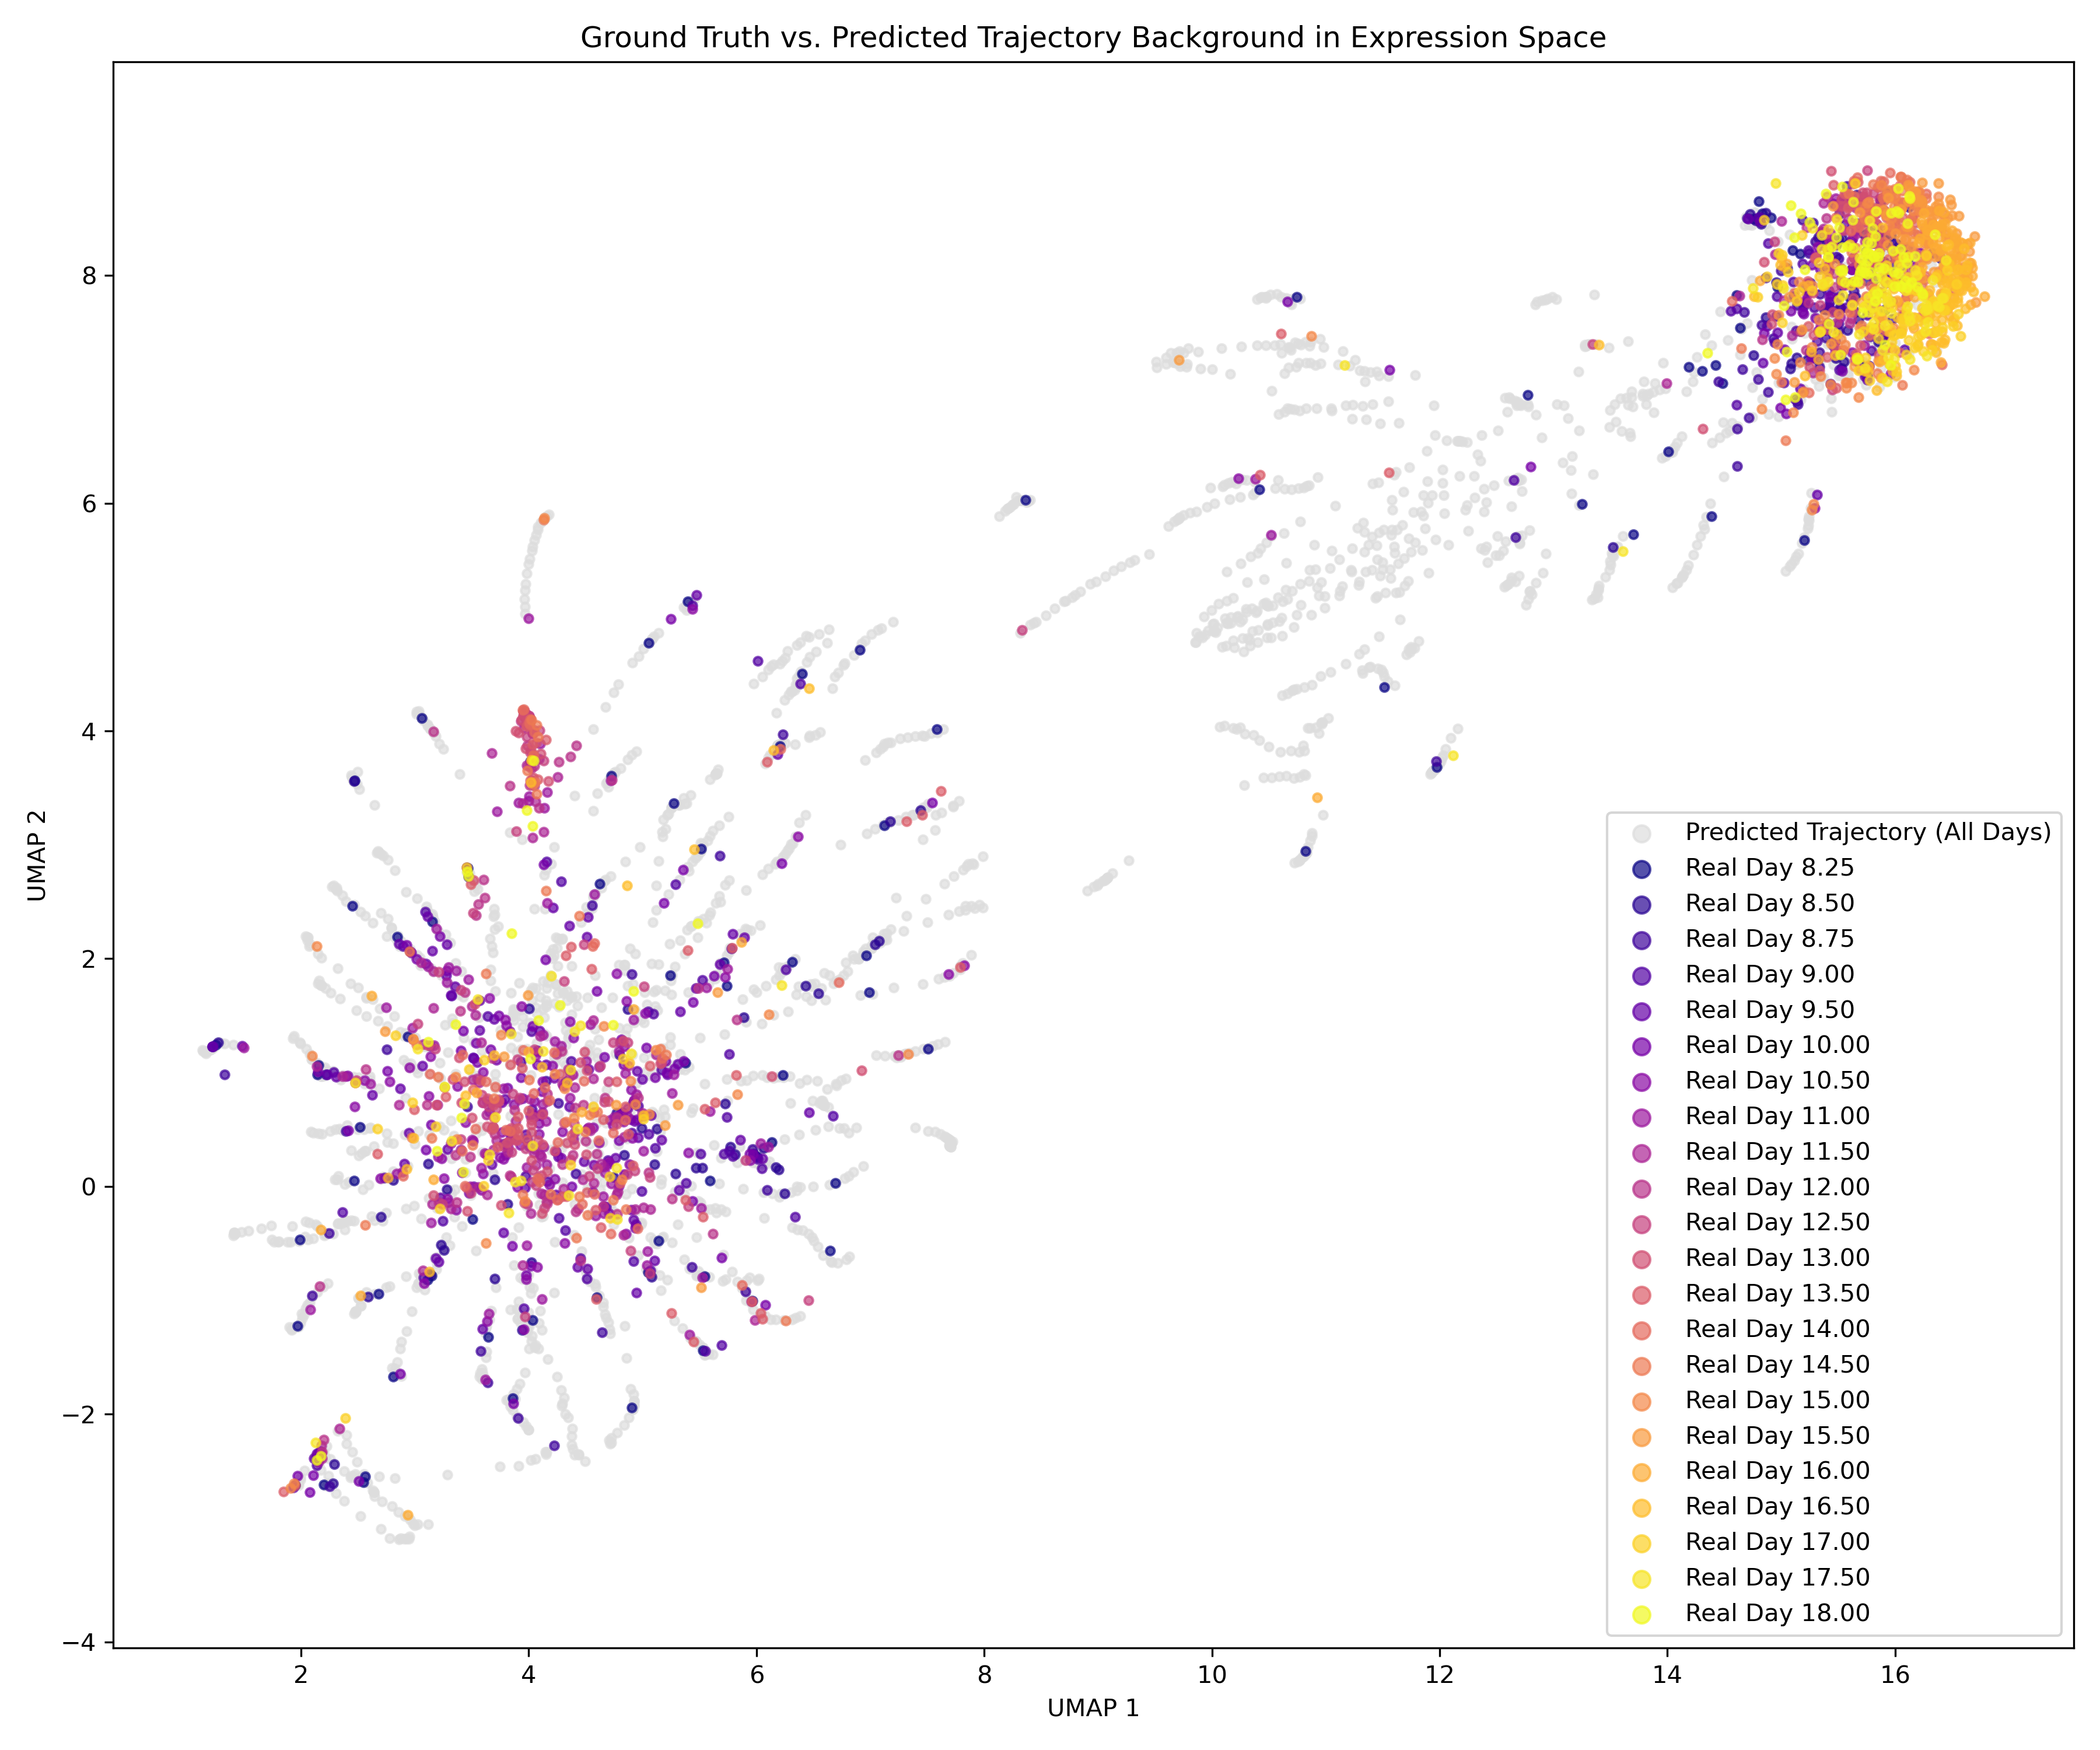 Ground Truth vs. Predicted Trajectory Background in Expression Space
8
6
4
2
0
−2
−4
UMAP 2
2
4
6
8
10
12
14
16
UMAP 1
Predicted Trajectory (All Days)
Real Day 8.25
Real Day 8.50
Real Day 8.75
Real Day 9.00
Real Day 9.50
Real Day 10.00
Real Day 10.50
Real Day 11.00
Real Day 11.50
Real Day 12.00
Real Day 12.50
Real Day 13.00
Real Day 13.50
Real Day 14.00
Real Day 14.50
Real Day 15.00
Real Day 15.50
Real Day 16.00
Real Day 16.50
Real Day 17.00
Real Day 17.50
Real Day 18.00